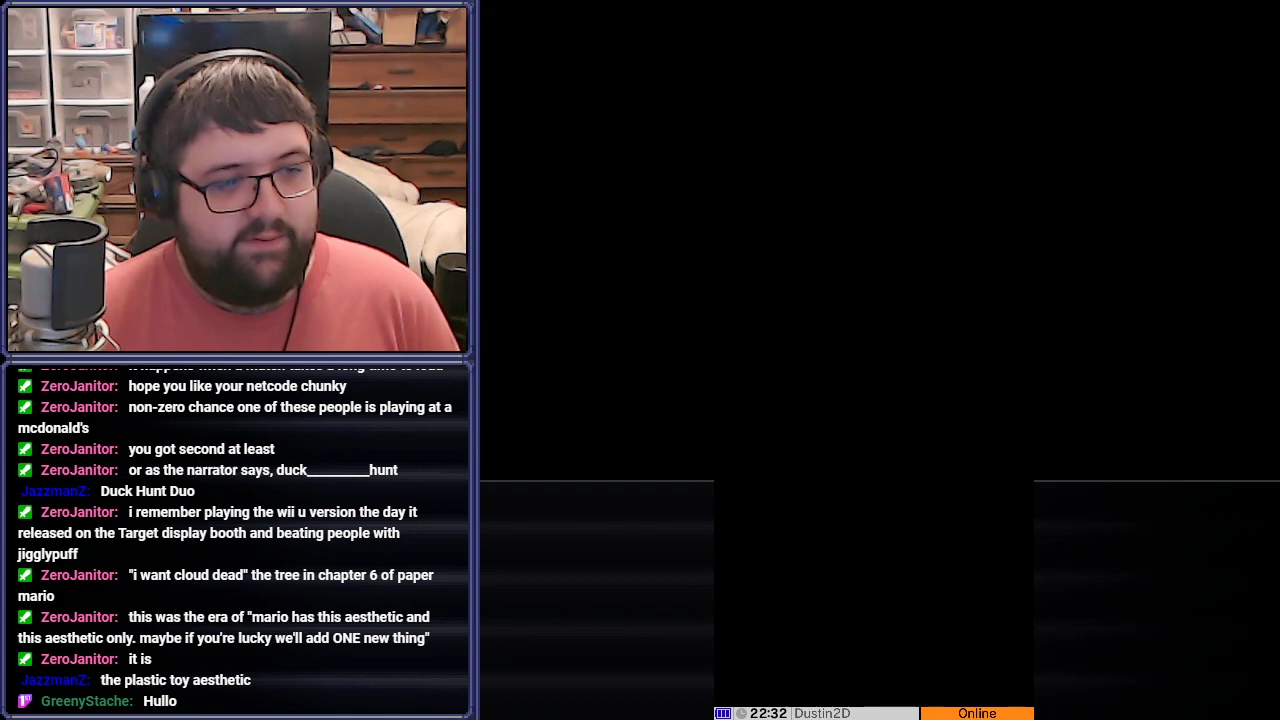 ZeroJanitor: hope you like your netcode chunky
ZeroJanitor: non-zero chance one of these people is playing at a
mcdonald's
ZeroJanitor: you got second at least
ZeroJanitor: or as the narrator says, duck__________hunt
JazzmanZ: Duck Hunt Duo
ZeroJanitor: i remember playing the wii u version the day it
released on the Target display booth and beating people with
jigglypuff
ZeroJanitor: "i want cloud dead" the tree in chapter 6 of paper
mario
ZeroJanitor: this was the era of "mario has this aesthetic and
this aesthetic only. maybe if you're lucky we'll add ONE new thing"
ZeroJanitor: it is
JazzmanZ: the plastic toy aesthetic
1ST GreenyStache: Hullo
22:32 Dustin2D Online